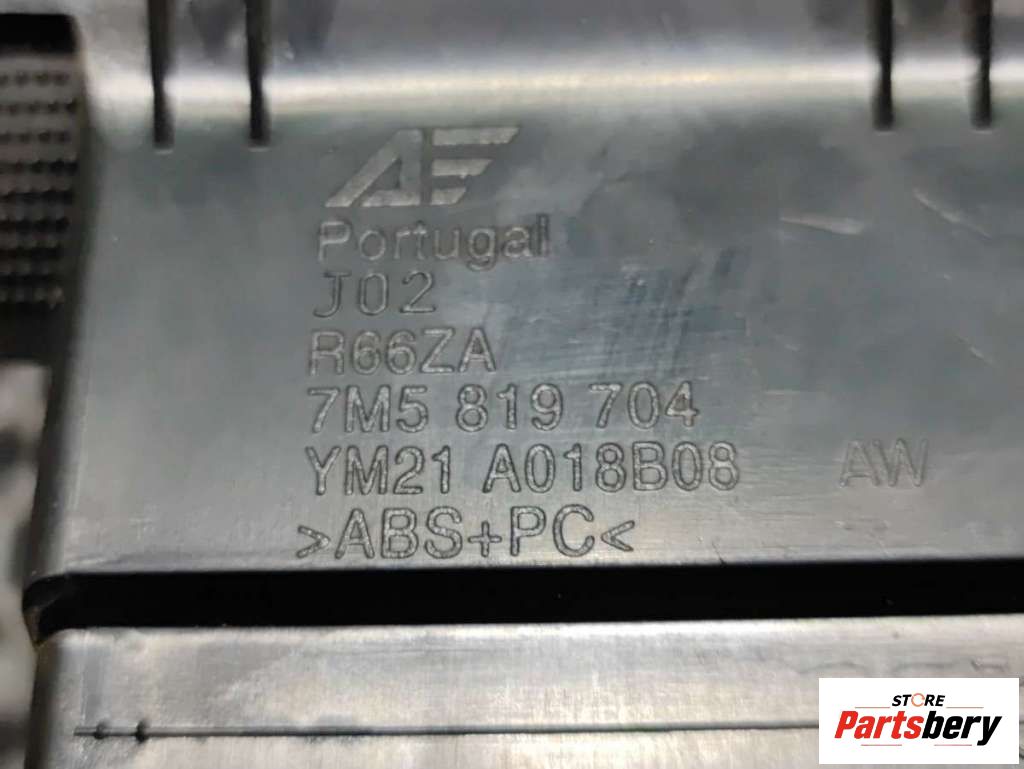 AE
Portugal
J02
R66ZA
7M5 819 704
YM21 A018B08 AW
>ABS+PC<
STORE
Partsbery